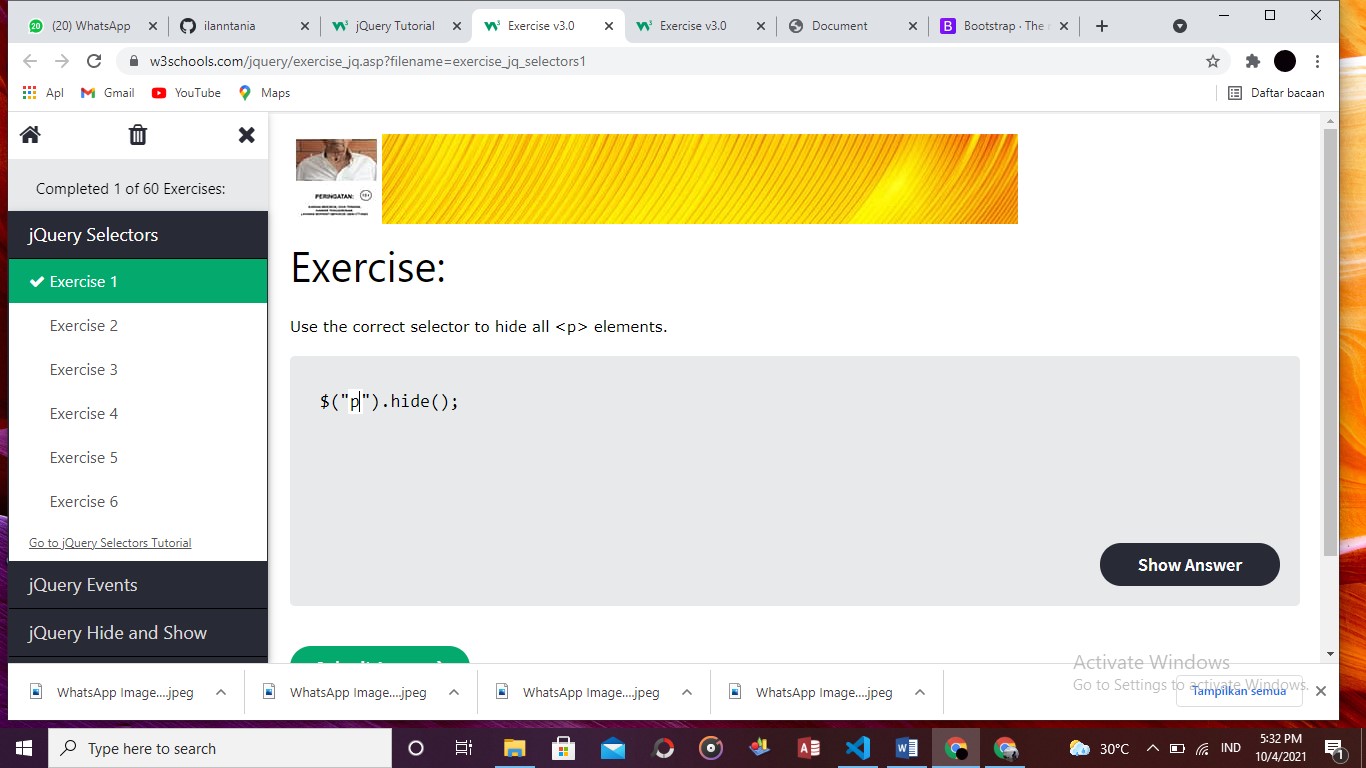 (20) WhatsApp
ilanntania
jQuery Tutorial
Exercise v3.0
Exercise v3.0
Document
Bootstrap · The
w3schools.com/jquery/exercise_jq.asp?filename=exercise_jq_selectors1
Apl
Gmail
YouTube
Maps
Daftar bacaan
Completed 1 of 60 Exercises:
jQuery Selectors
Exercise 1
Exercise 2
Exercise 3
Exercise 4
Exercise 5
Exercise 6
Go to jQuery Selectors Tutorial
jQuery Events
jQuery Hide and Show
PERINGATAN:
18+
Exercise:
Use the correct selector to hide all <p> elements.
$("p").hide();
Show Answer
WhatsApp Image....jpeg
WhatsApp Image....jpeg
WhatsApp Image....jpeg
WhatsApp Image....jpeg
Activate Windows
Go to Settings to activate Windows.
Tampilkan semua
Type here to search
30°C
IND
5:32 PM
10/4/2021
1